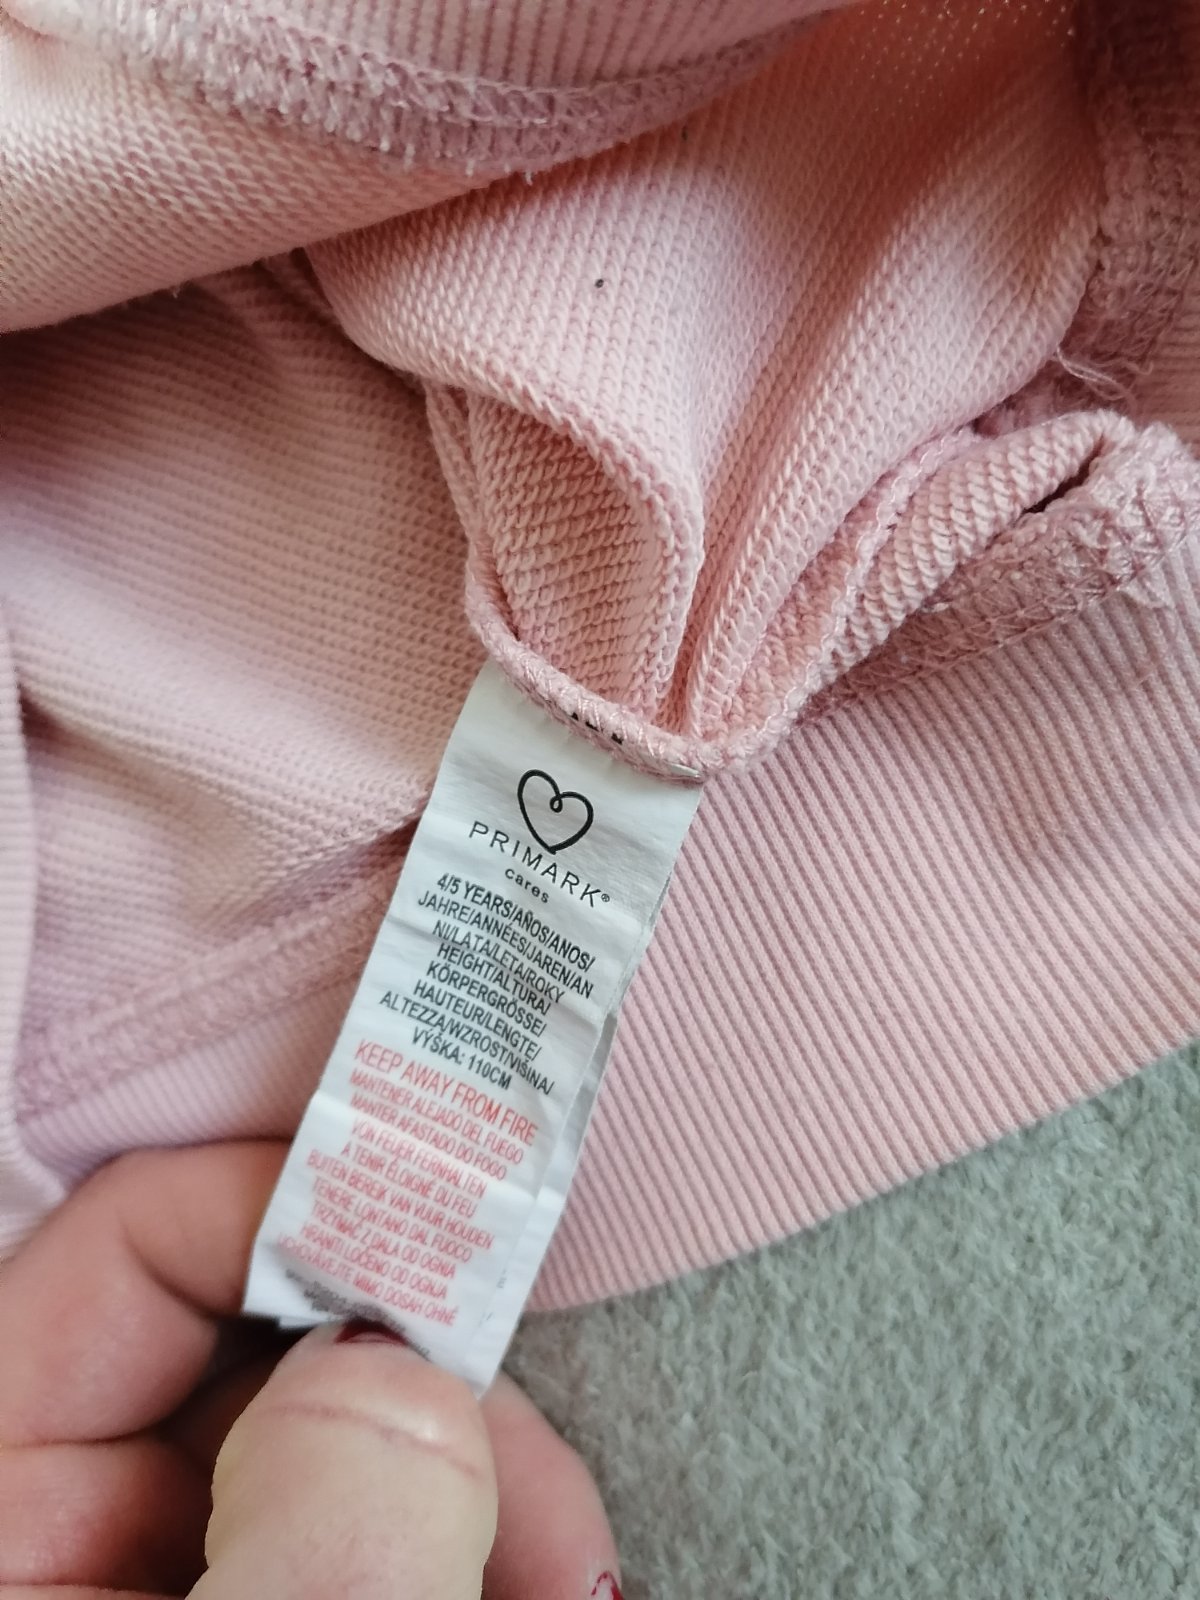 PRIMARK®
cares
4/5 YEARS/AÑOS/ANOS/
JAHRE/ANNÉES/JAREN/AN
NI/LATA/LETA/ROKY
HEIGHT/ALTURA/
KÖRPERGRÖSSE/
HAUTEUR/LENGTE/
ALTEZZA/WZROST/VIŠINA/
VÝŠKA: 110CM
KEEP AWAY FROM FIRE
MANTENER ALEJADO DEL FUEGO
MANTER AFASTADO DO FOGO
VON FEUER FERNHALTEN
A TENIR ÉLOIGNÉ DU FEU
BUITEN BEREIK VAN VUUR HOUDEN
TENERE LONTANO DAL FUOCO
TRZYMAĆ Z DALA OD OGNIA
HRANITI LOČENO OD OGNJA
UCHOVÁVEJTE MIMO DOSAH OHNĚ